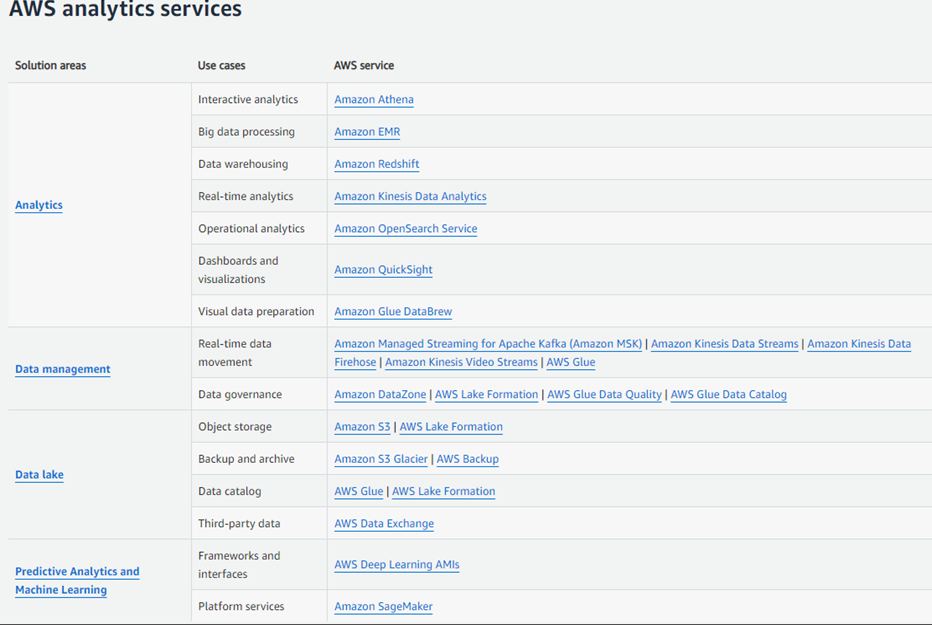 AWS analytics services
Solution areas Use cases AWS service
Analytics
Interactive analytics Amazon Athena
Big data processing Amazon EMR
Data warehousing Amazon Redshift
Real-time analytics Amazon Kinesis Data Analytics
Operational analytics Amazon OpenSearch Service
Dashboards and
visualizations
Amazon QuickSight
Visual data preparation Amazon Glue DataBrew
Data management
Real-time data
movement
Amazon Managed Streaming for Apache Kafka (Amazon MSK) | Amazon Kinesis Data Streams | Amazon Kinesis Data
Firehose | Amazon Kinesis Video Streams | AWS Glue
Data governance Amazon DataZone | AWS Lake Formation | AWS Glue Data Quality | AWS Glue Data Catalog
Data lake
Object storage Amazon S3 | AWS Lake Formation
Backup and archive Amazon S3 Glacier | AWS Backup
Data catalog AWS Glue | AWS Lake Formation
Third-party data AWS Data Exchange
Predictive Analytics and
Machine Learning
Frameworks and
interfaces
AWS Deep Learning AMIs
Platform services Amazon SageMaker